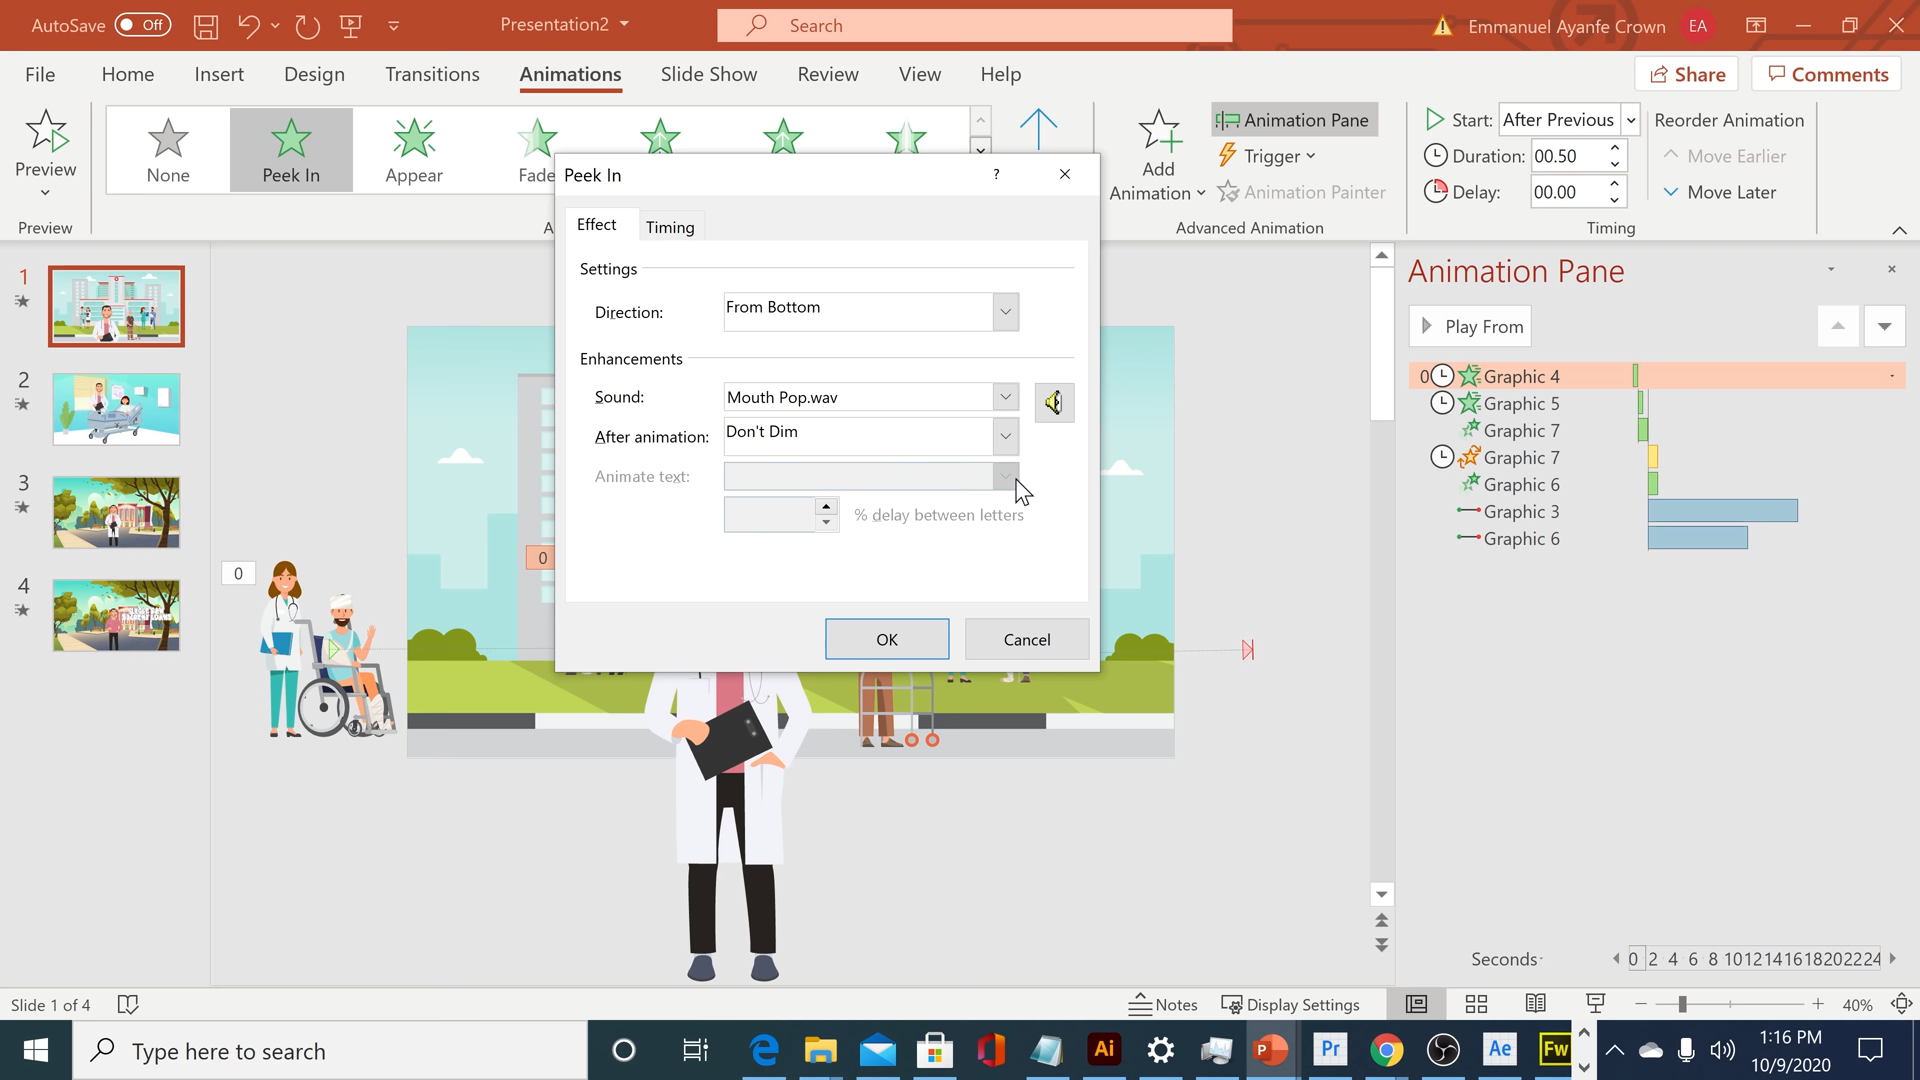 AutoSave Off Presentation2 Search Emmanuel Ayanfe Crown EA
File Home Insert Design Transitions Animations Slide Show Review View Help Share Comments
Preview
Preview
None
Peek In
Appear
Fade
Add
Animation
Animation Pane
Trigger
Animation Painter
Advanced Animation
Start: After Previous
Duration: 00.50
Delay: 00.00
Timing
Reorder Animation
Move Earlier
Move Later
Peek In ?
Effect Timing
Settings
Direction: From Bottom
Enhancements
Sound: Mouth Pop.wav
After animation: Don't Dim
Animate text:
% delay between letters
OK Cancel
1
2
3
4
0
0
Animation Pane
Play From
0 Graphic 4
Graphic 5
Graphic 7
Graphic 7
Graphic 6
Graphic 3
Graphic 6
Seconds 0 2 4 6 8 10 12 14 16 18 20 22 24
Slide 1 of 4 Notes Display Settings 40%
Type here to search
Ai P Pr Ae Fw
1:16 PM
10/9/2020